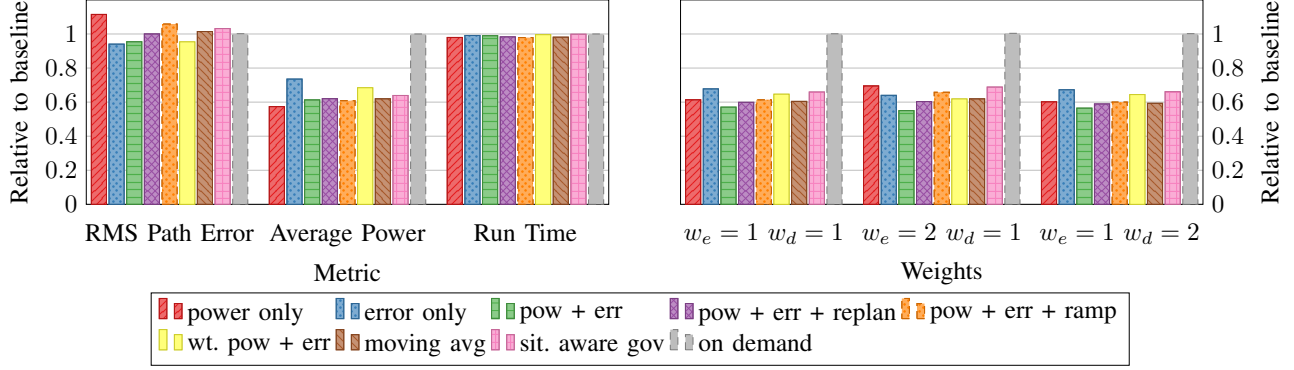 Relative to baseline
1
0.8
0.6
0.4
0.2
0
RMS Path Error Average Power Run Time
Metric
1
0.8
0.6
0.4
0.2
0
Relative to baseline
w_e = 1 w_d = 1 w_e = 2 w_d = 1 w_e = 1 w_d = 2
Weights
power only error only pow + err pow + err + replan pow + err + ramp
wt. pow + err moving avg sit. aware gov on demand